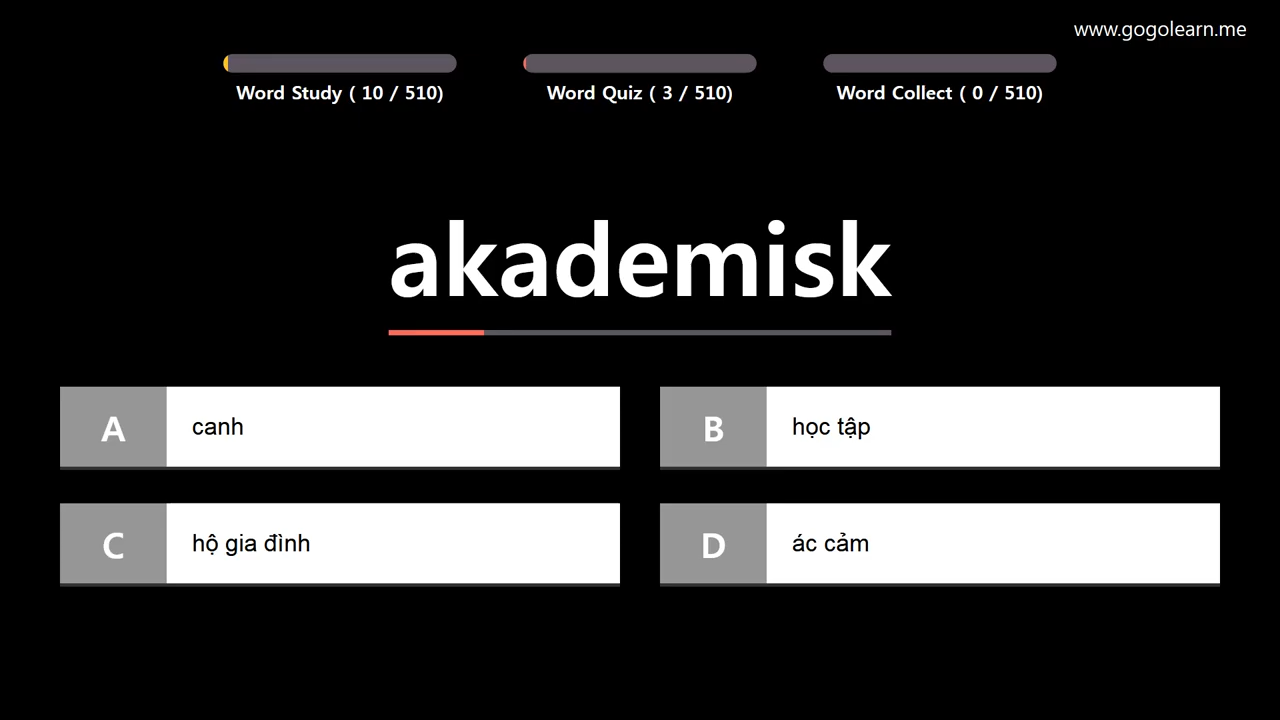 www.gogolearn.me
Word Study ( 10 / 510)
Word Quiz ( 3 / 510)
Word Collect ( 0 / 510)
akademisk
A
canh
B
học tập
C
hộ gia đình
D
ác cảm